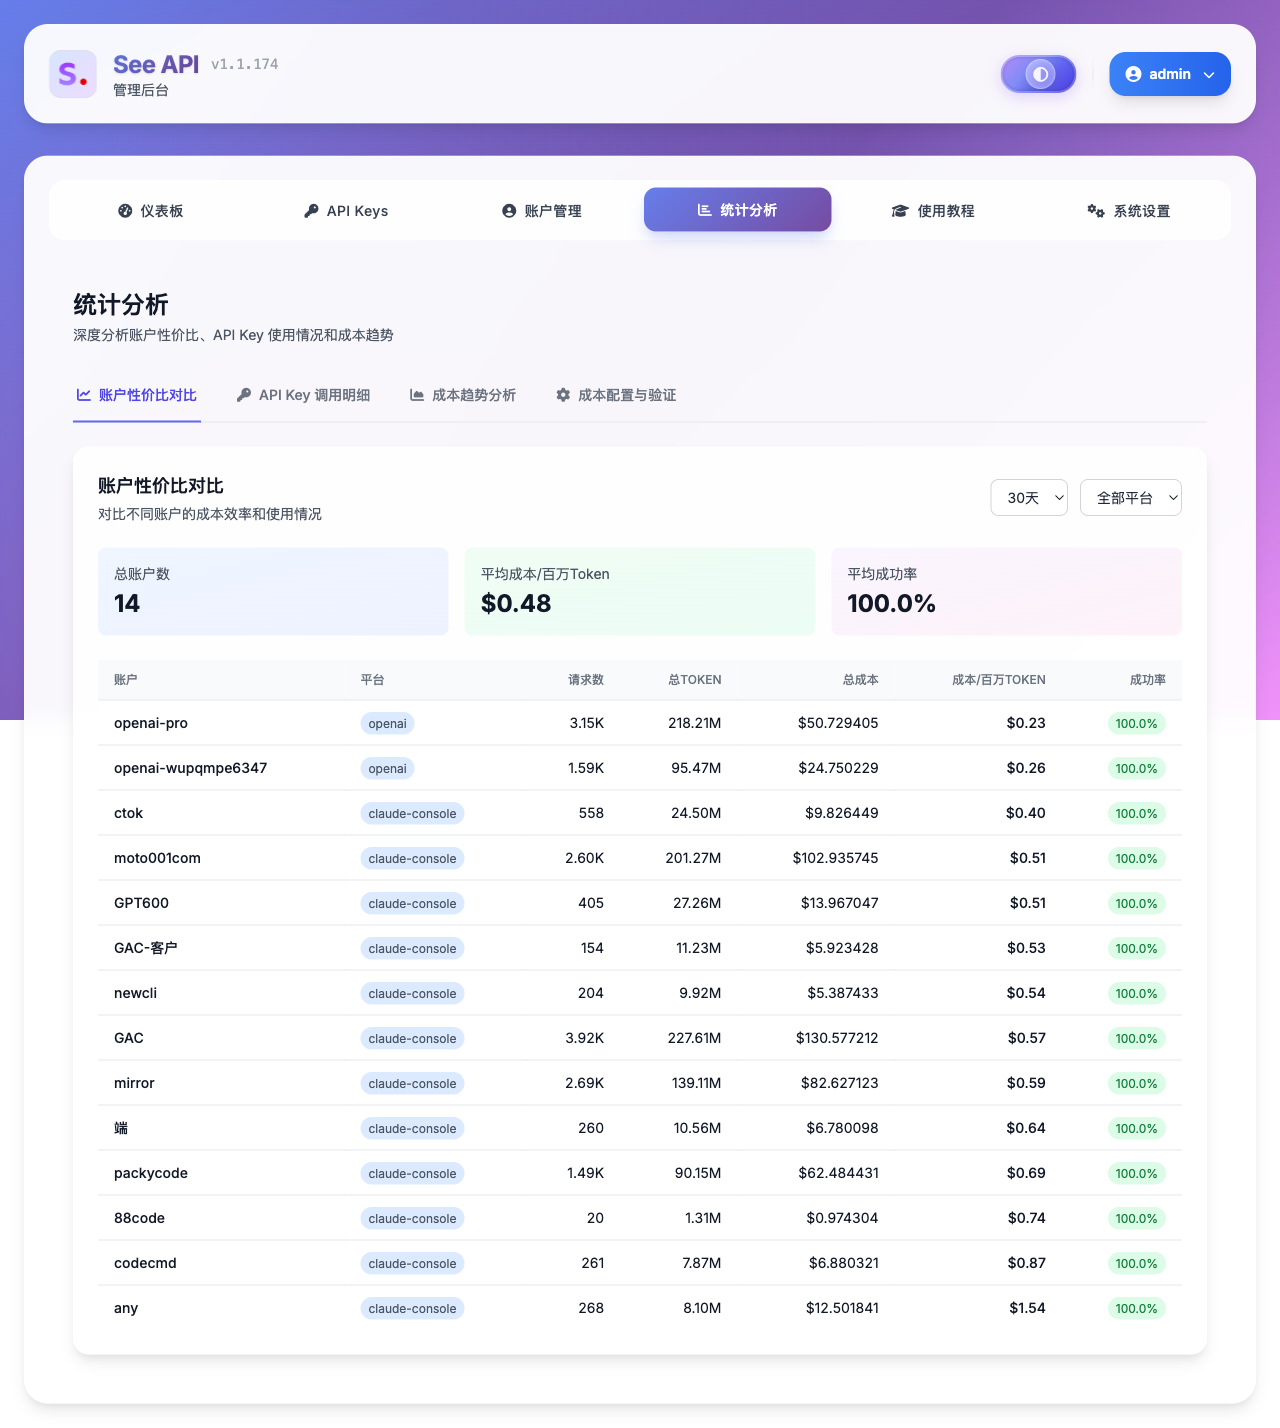 S.
See API v1.1.174
管理后台
admin
仪表板 API Keys 账户管理 统计分析 使用教程 系统设置
统计分析
深度分析账户性价比、API Key 使用情况和成本趋势
账户性价比对比 API Key 调用明细 成本趋势分析 成本配置与验证
账户性价比对比
对比不同账户的成本效率和使用情况
30天 全部平台
总账户数 平均成本/百万Token 平均成功率
14 $0.48 100.0%
账户 平台 请求数 总TOKEN 总成本 成本/百万TOKEN 成功率
openai-pro openai 3.15K 218.21M $50.729405 $0.23 100.0%
openai-wupqmpe6347 openai 1.59K 95.47M $24.750229 $0.26 100.0%
ctok claude-console 558 24.50M $9.826449 $0.40 100.0%
moto001com claude-console 2.60K 201.27M $102.935745 $0.51 100.0%
GPT600 claude-console 405 27.26M $13.967047 $0.51 100.0%
GAC-客户 claude-console 154 11.23M $5.923428 $0.53 100.0%
newcli claude-console 204 9.92M $5.387433 $0.54 100.0%
GAC claude-console 3.92K 227.61M $130.577212 $0.57 100.0%
mirror claude-console 2.69K 139.11M $82.627123 $0.59 100.0%
端 claude-console 260 10.56M $6.780098 $0.64 100.0%
packycode claude-console 1.49K 90.15M $62.484431 $0.69 100.0%
88code claude-console 20 1.31M $0.974304 $0.74 100.0%
codecmd claude-console 261 7.87M $6.880321 $0.87 100.0%
any claude-console 268 8.10M $12.501841 $1.54 100.0%